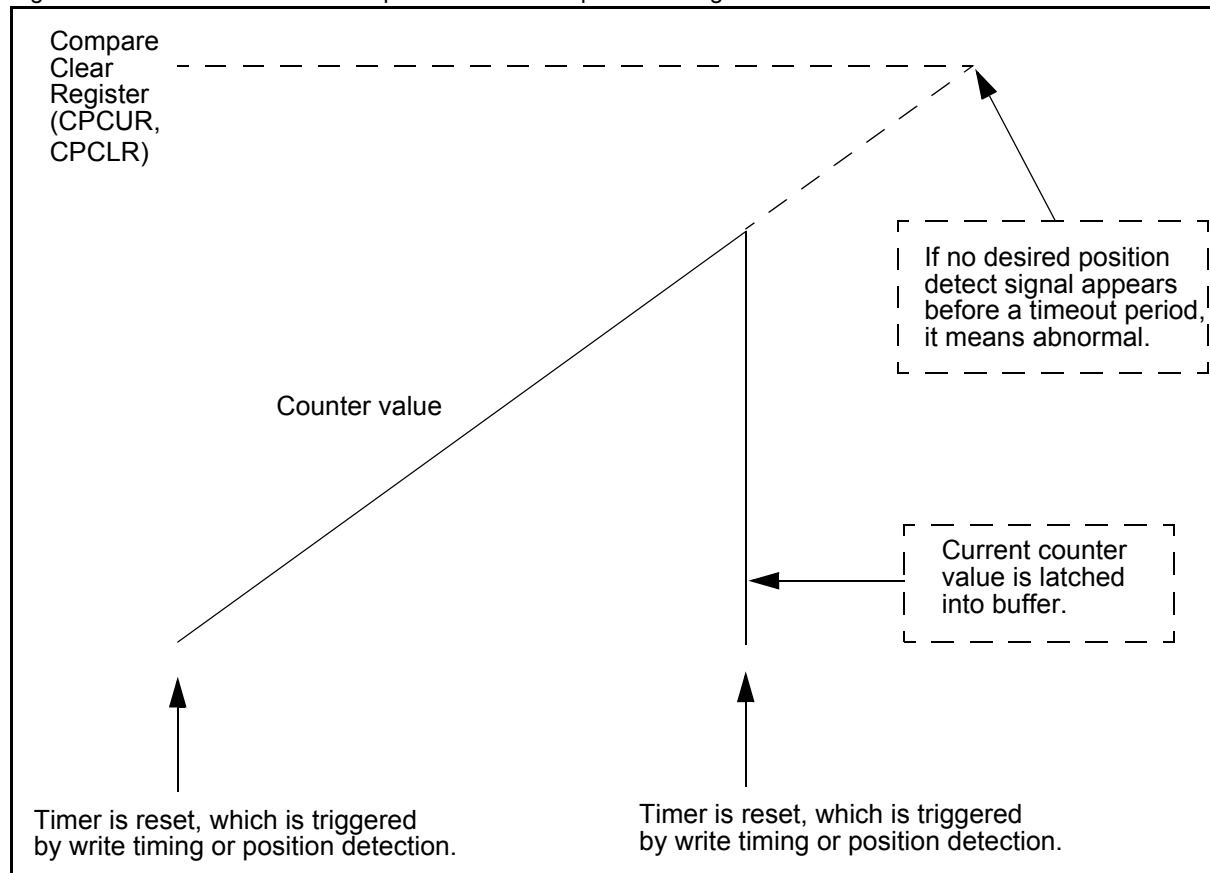 Compare
Clear
Register
(CPCUR,
CPCLR)
If no desired position
detect signal appears
before a timeout period,
it means abnormal.
Counter value
Current counter
value is latched
into buffer.
Timer is reset, which is triggered
by write timing or position detection.
Timer is reset, which is triggered
by write timing or position detection.